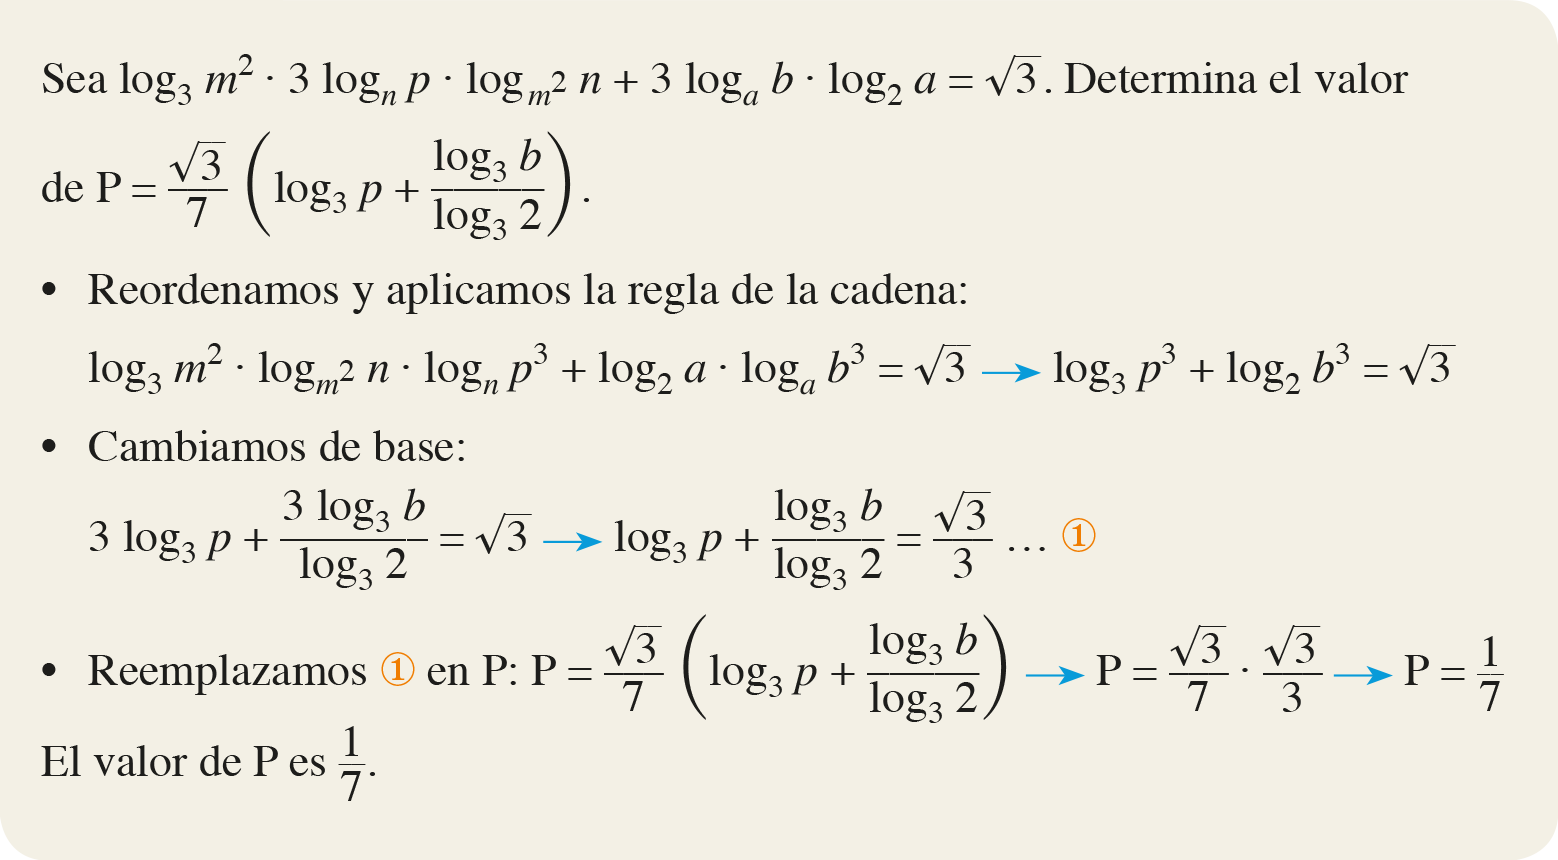 Sea log₃ m² · 3 logₙ p · log_{m²} n + 3 logₐ b · log₂ a = √3. Determina el valor
de P = √3/7 (log₃ p + log₃ b/log₃ 2).
• Reordenamos y aplicamos la regla de la cadena:
log₃ m² · log_{m²} n · logₙ p³ + log₂ a · logₐ b³ = √3 → log₃ p³ + log₂ b³ = √3
• Cambiamos de base:
3 log₃ p + 3 log₃ b/log₃ 2 = √3 → log₃ p + log₃ b/log₃ 2 = √3/3 … ①
• Reemplazamos ① en P: P = √3/7 (log₃ p + log₃ b/log₃ 2) → P = √3/7 · √3/3 → P = 1/7
El valor de P es 1/7.